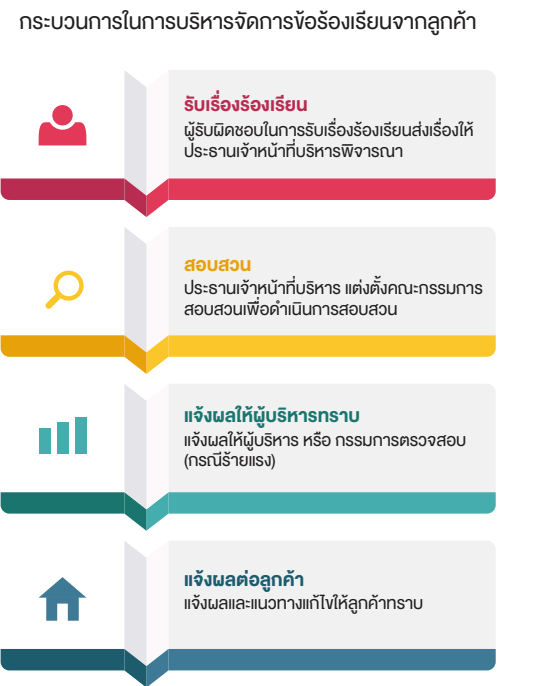 กระบวนการในการบริหารจัดการข้อร้องเรียนจากลูกค้า
รับเรื่องร้องเรียน
ผู้รับผิดชอบในการรับเรื่องร้องเรียนส่งเรื่องให้
ประธานเจ้าหน้าที่บริหารพิจารณา
สอบสวน
ประธานเจ้าหน้าที่บริหาร แต่งตั้งคณะกรรมการ
สอบสวนเพื่อดำเนินการสอบสวน
แจ้งผลให้ผู้บริหารทราบ
แจ้งผลให้ผู้บริหาร หรือ กรรมการตรวจสอบ
(กรณีร้ายแรง)
แจ้งผลต่อลูกค้า
แจ้งผลและแนวทางแก้ไขให้ลูกค้าทราบ